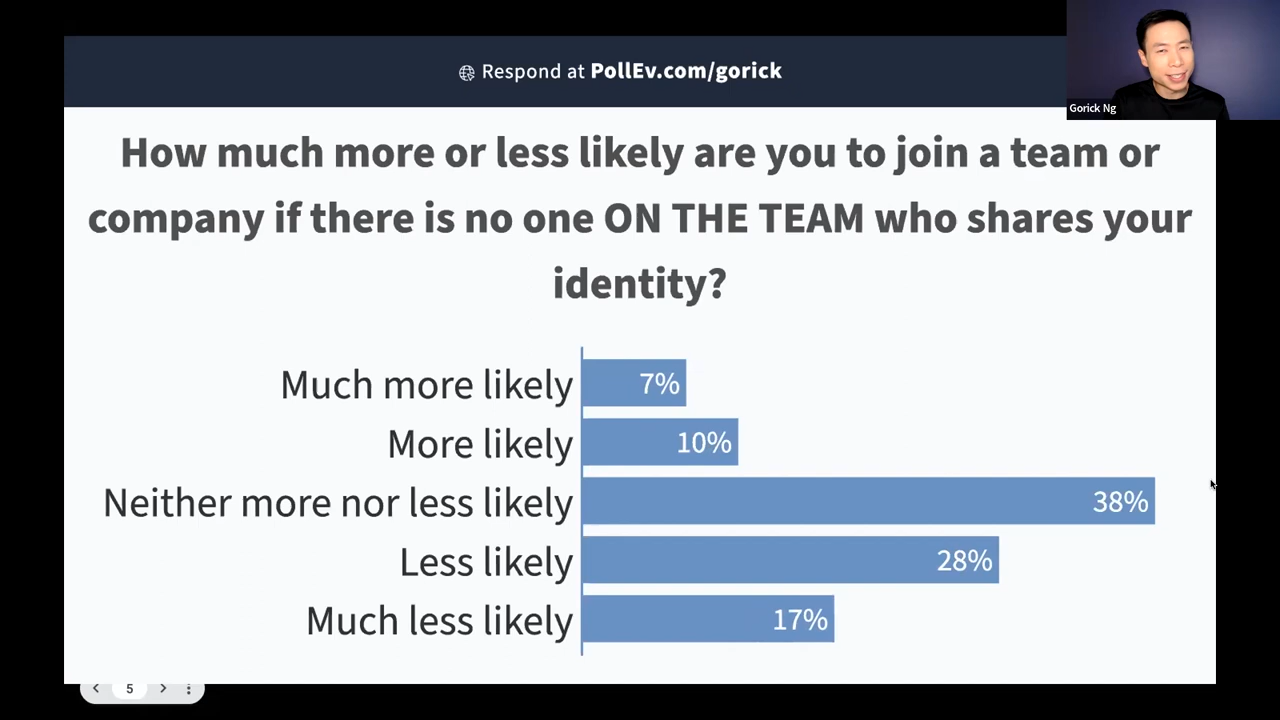 Respond at PollEv.com/gorick
Gorick Ng
How much more or less likely are you to join a team or
company if there is no one ON THE TEAM who shares your
identity?
Much more likely 7%
More likely 10%
Neither more nor less likely 38%
Less likely 28%
Much less likely 17%
5